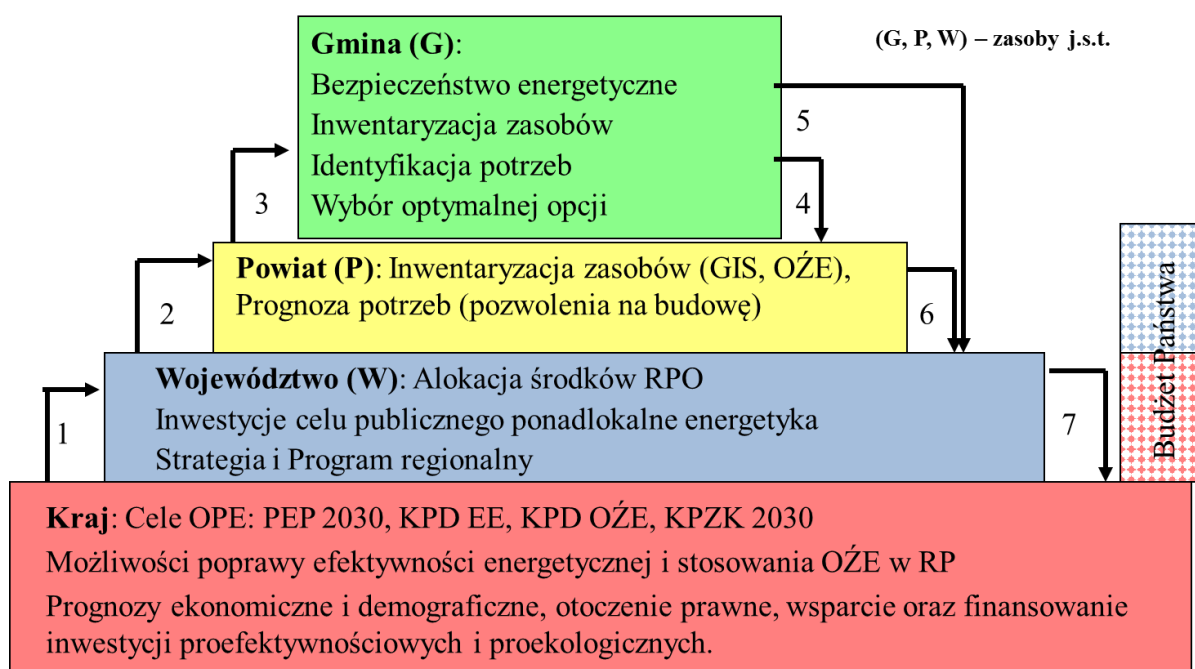 Gmina (G):
(G, P, W) – zasoby j.s.t.
Bezpieczeństwo energetyczne
Inwentaryzacja zasobów
Identyfikacja potrzeb
Wybór optymalnej opcji
5
3
4
Powiat (P): Inwentaryzacja zasobów (GIS, OŹE),
Prognoza potrzeb (pozwolenia na budowę)
2
6
Województwo (W): Alokacja środków RPO
Inwestycje celu publicznego ponadlokalne energetyka
Strategia i Program regionalny
1
7
Budżet Państwa
Kraj: Cele OPE: PEP 2030, KPD EE, KPD OŹE, KPZK 2030
Możliwości poprawy efektywności energetycznej i stosowania OŹE w RP
Prognozy ekonomiczne i demograficzne, otoczenie prawne, wsparcie oraz finansowanie
inwestycji proefektywnościowych i proekologicznych.